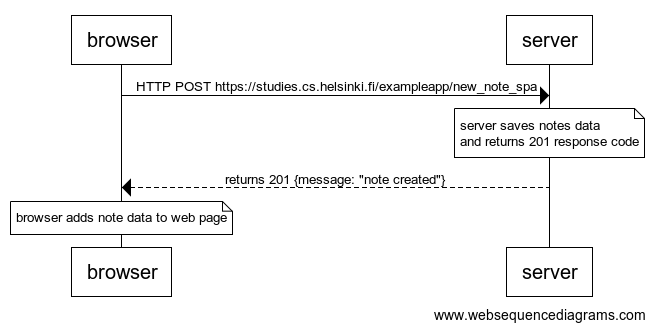 browser
server
HTTP POST https://studies.cs.helsinki.fi/exampleapp/new_note_spa
server saves notes data
and returns 201 response code
returns 201 {message: "note created"}
browser adds note data to web page
browser
server
www.websequencediagrams.com